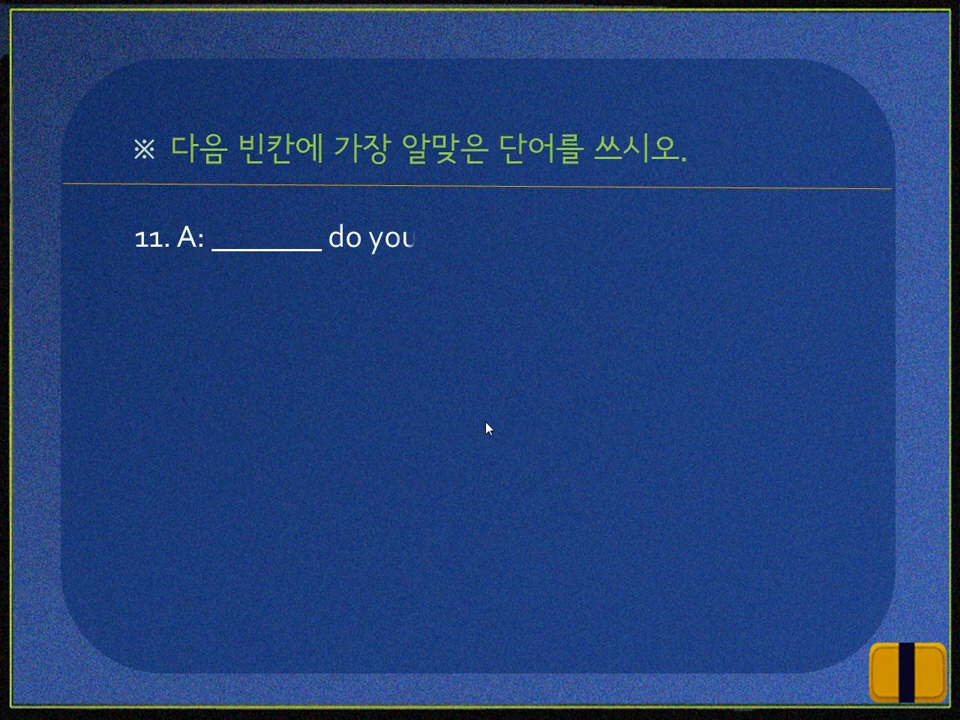 ※ 다음 빈칸에 가장 알맞은 단어를 쓰시오.
11. A: _______ do you